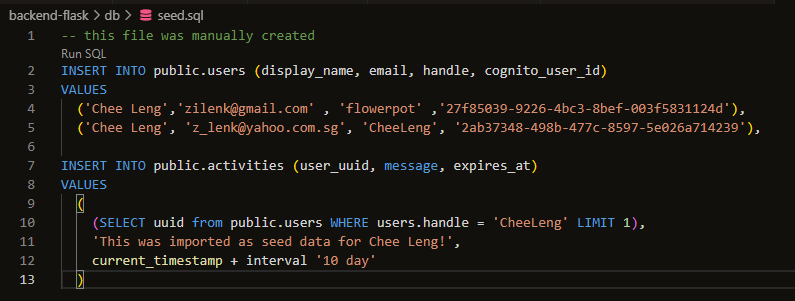 backend-flask > db > seed.sql
1 -- this file was manually created
Run SQL
2 INSERT INTO public.users (display_name, email, handle, cognito_user_id)
3 VALUES
4 ('Chee Leng','zilenk@gmail.com' , 'flowerpot' ,'27f85039-9226-4bc3-8bef-003f5831124d'),
5 ('Chee Leng', 'z_lenk@yahoo.com.sg', 'CheeLeng', '2ab37348-498b-477c-8597-5e026a714239'),
6
7 INSERT INTO public.activities (user_uuid, message, expires_at)
8 VALUES
9 (
10 (SELECT uuid from public.users WHERE users.handle = 'CheeLeng' LIMIT 1),
11 'This was imported as seed data for Chee Leng!',
12 current_timestamp + interval '10 day'
13 )